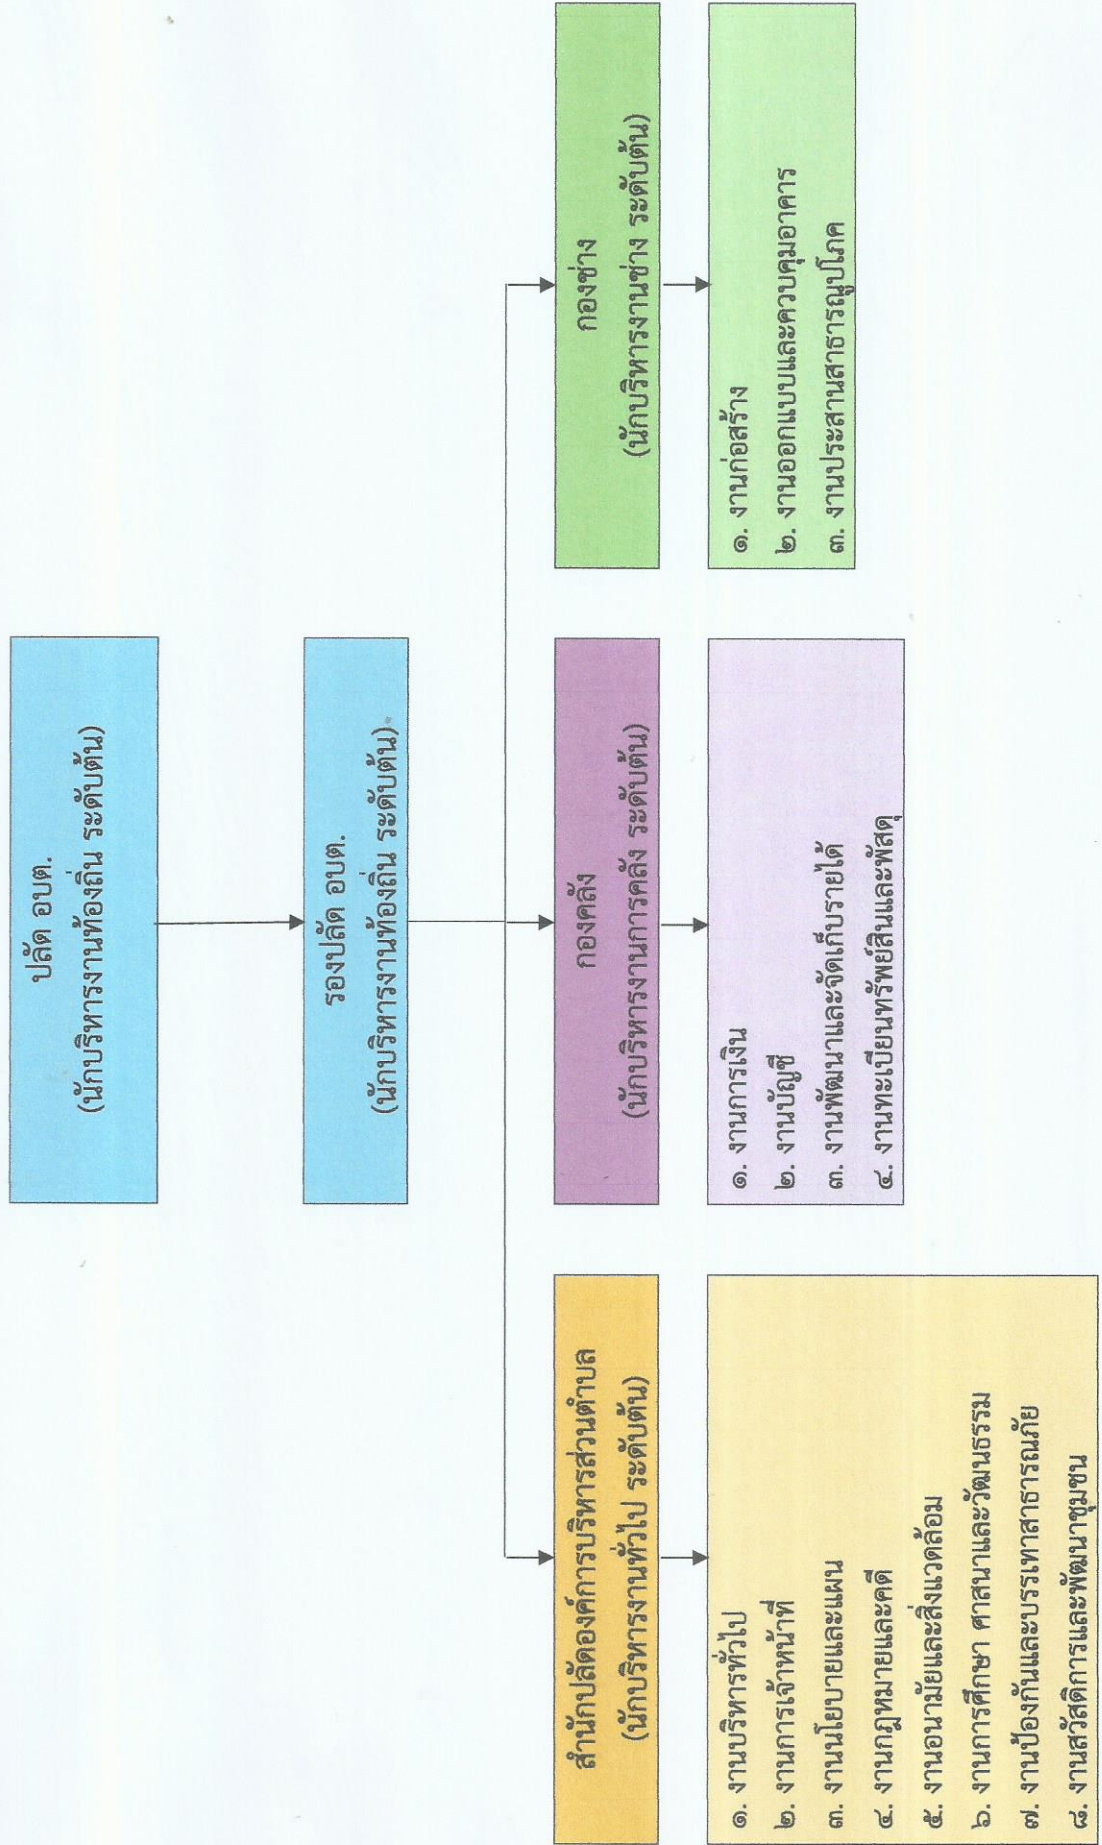 ปลัด อบต.
(นักบริหารงานท้องถิ่น ระดับต้น)
รองปลัด อบต.
(นักบริหารงานท้องถิ่น ระดับต้น)
สำนักปลัดองค์การบริหารส่วนตำบล
(นักบริหารงานทั่วไป ระดับต้น)
๑. งานบริหารทั่วไป
๒. งานการเจ้าหน้าที่
๓. งานนโยบายและแผน
๔. งานกฎหมายและคดี
๕. งานอนามัยและสิ่งแวดล้อม
๖. งานการศึกษา ศาสนาและวัฒนธรรม
๗. งานป้องกันและบรรเทาสาธารณภัย
๘. งานสวัสดิการและพัฒนาชุมชน
กองคลัง
(นักบริหารงานการคลัง ระดับต้น)
๑. งานการเงิน
๒. งานบัญชี
๓. งานพัฒนาและจัดเก็บรายได้
๔. งานทะเบียนทรัพย์สินและพัสดุ
กองช่าง
(นักบริหารงานช่าง ระดับต้น)
๑. งานก่อสร้าง
๒. งานออกแบบและควบคุมอาคาร
๓. งานประสานสาธารณูปโภค